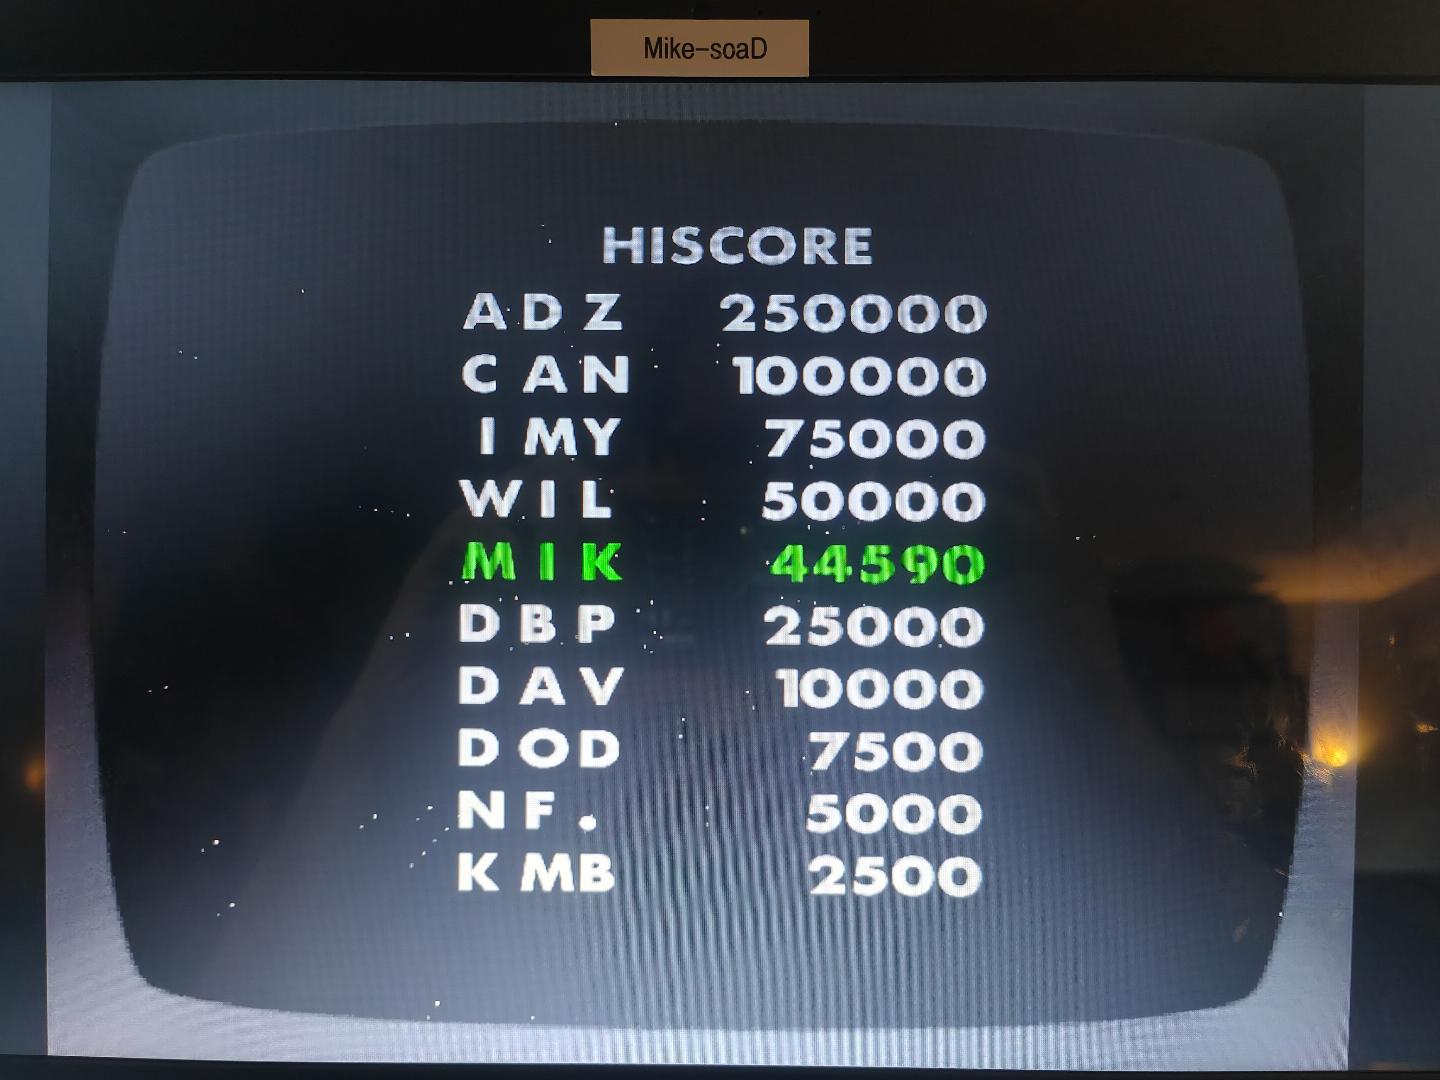 Mike-soaD
HISCORE
ADZ 250000
CAN 100000
IMY 75000
WIL 50000
MIK 44590
DBP 25000
DAV 10000
DOD 7500
NF. 5000
KMB 2500